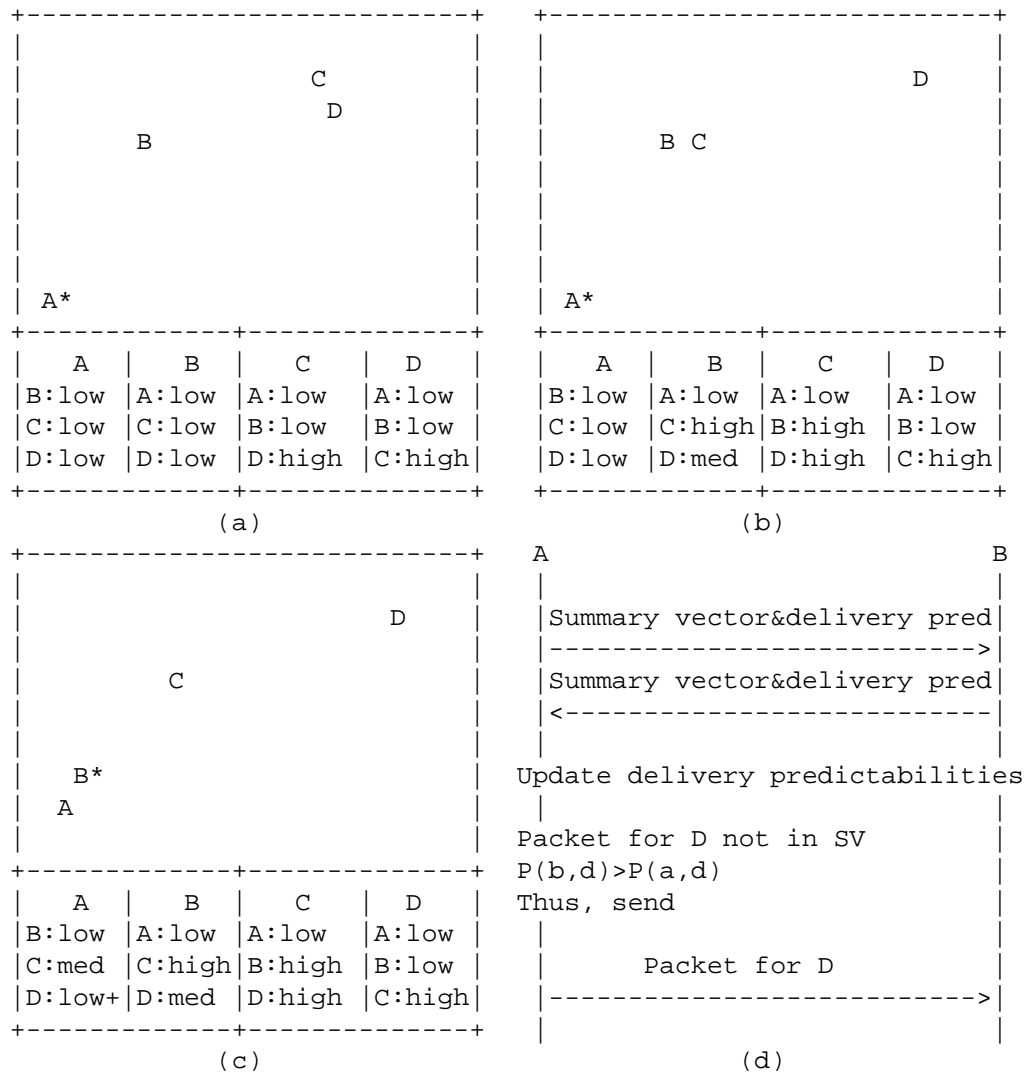 +----------------------------+   +----------------------------+
|                            |   |                            |
|                  C         |   |                       D    |
|                   D        |   |                            |
|       B                    |   |       B C                  |
|                            |   |                            |
|                            |   |                            |
|                            |   |                            |
|                            |   |                            |
| A*                         |   | A*                         |
+-------------+--------------+   +-------------+--------------+
|   A  |   B  |   C   |  D   |   |   A  |   B  |   C   |  D   |
|B:low |A:low |A:low  |A:low |   |B:low |A:low |A:low  |A:low |
|C:low |C:low |B:low  |B:low |   |C:low |C:high|B:high |B:low |
|D:low |D:low |D:high |C:high|   |D:low |D:med |D:high |C:high|
+-------------+--------------+   +-------------+--------------+
             (a)                              (b)
+----------------------------+   A                            B
|                            |   |                            |
|                       D    |   |Summary vector&delivery pred|
|                            |   |--------------------------->|
|         C                  |   |Summary vector&delivery pred|
|                            |   |<---------------------------|
|                            |   |                            |
|   B*                       |  Update delivery predictabilities
|  A                         |   |                            |
|                            |  Packet for D not in SV        |
+-------------+--------------+  P(b,d)>P(a,d)                 |
|   A  |   B  |   C   |  D   |  Thus, send                    |
|B:low |A:low |A:low  |A:low |   |                            |
|C:med |C:high|B:high |B:low |   |      Packet for D          |
|D:low+|D:med |D:high |C:high|   |--------------------------->|
+-------------+--------------+   |                            |
             (c)                              (d)